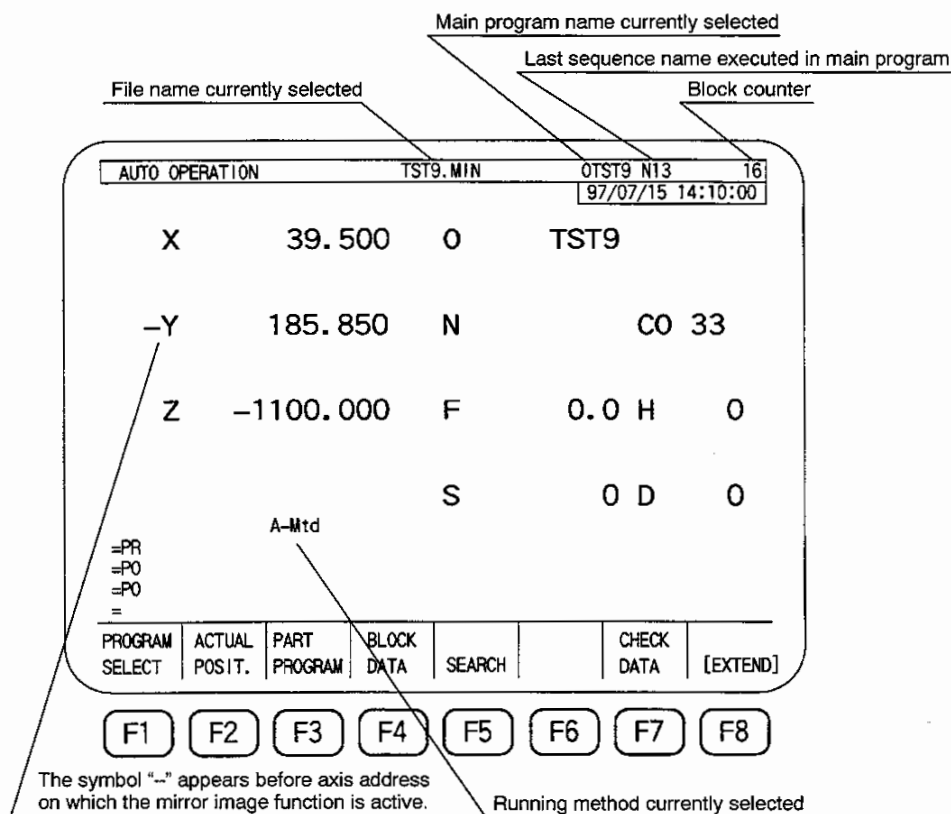 Main program name currently selected
Last sequence name executed in main program
File name currently selected
Block counter
AUTO OPERATION TST9.MIN OTST9 N13 16
97/07/15 14:10:00
X 39.500 O TST9
–Y 185.850 N CO 33
Z –1100.000 F 0.0 H 0
S 0 D 0
A–Mtd
=PR
=PO
=PO
=
PROGRAM ACTUAL PART BLOCK CHECK
SELECT POSIT. PROGRAM DATA SEARCH DATA [EXTEND]
F1 F2 F3 F4 F5 F6 F7 F8
The symbol "–" appears before axis address
on which the mirror image function is active.
Running method currently selected